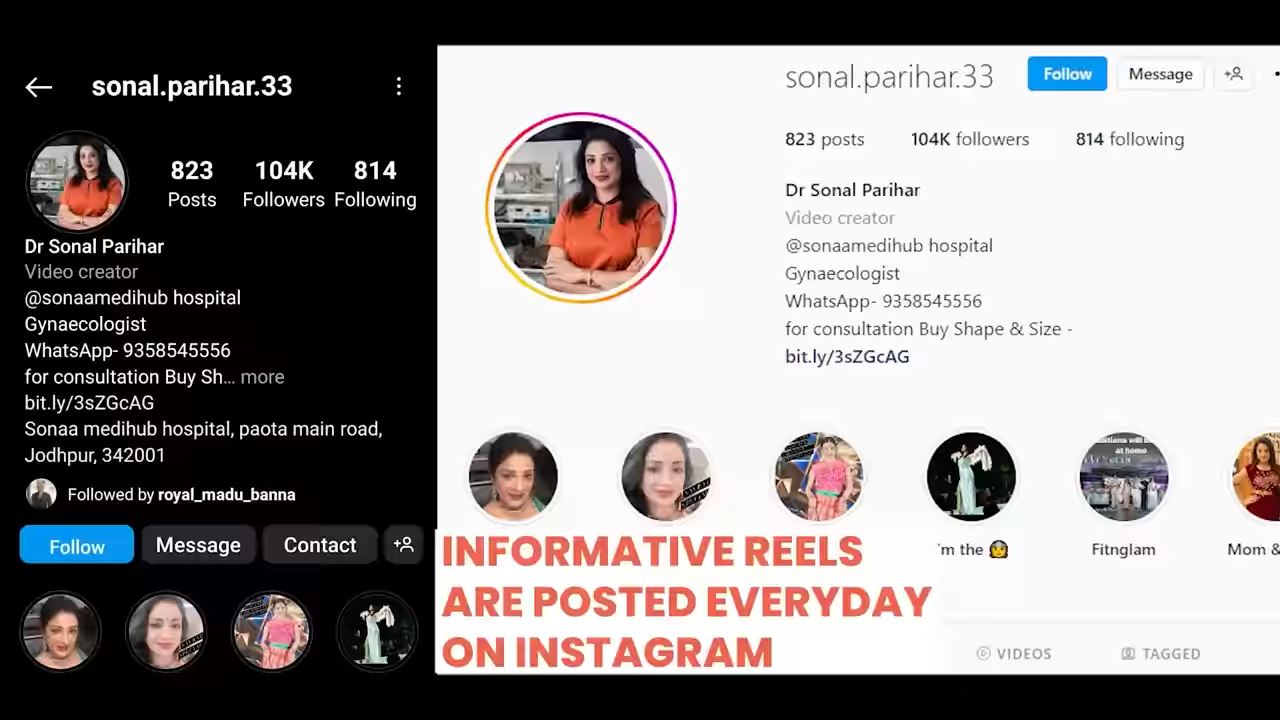 sonal.parihar.33
823
104K
814
Posts
Followers
Following
Dr Sonal Parihar
Video creator
@sonaamedihub hospital
Gynaecologist
WhatsApp- 9358545556
for consultation Buy Sh... more
bit.ly/3sZGcAG
Sonaa medihub hospital, paota main road,
Jodhpur, 342001
Followed by royal_madu_banna
Follow
Message
Contact
sonal.parihar.33
Follow
Message
823 posts
104K followers
814 following
Dr Sonal Parihar
Video creator
@sonaamedihub hospital
Gynaecologist
WhatsApp- 9358545556
for consultation Buy Shape & Size -
bit.ly/3sZGcAG
at home
'm the
Fitnglam
Mom &
INFORMATIVE REELS
ARE POSTED EVERYDAY
ON INSTAGRAM
VIDEOS
TAGGED